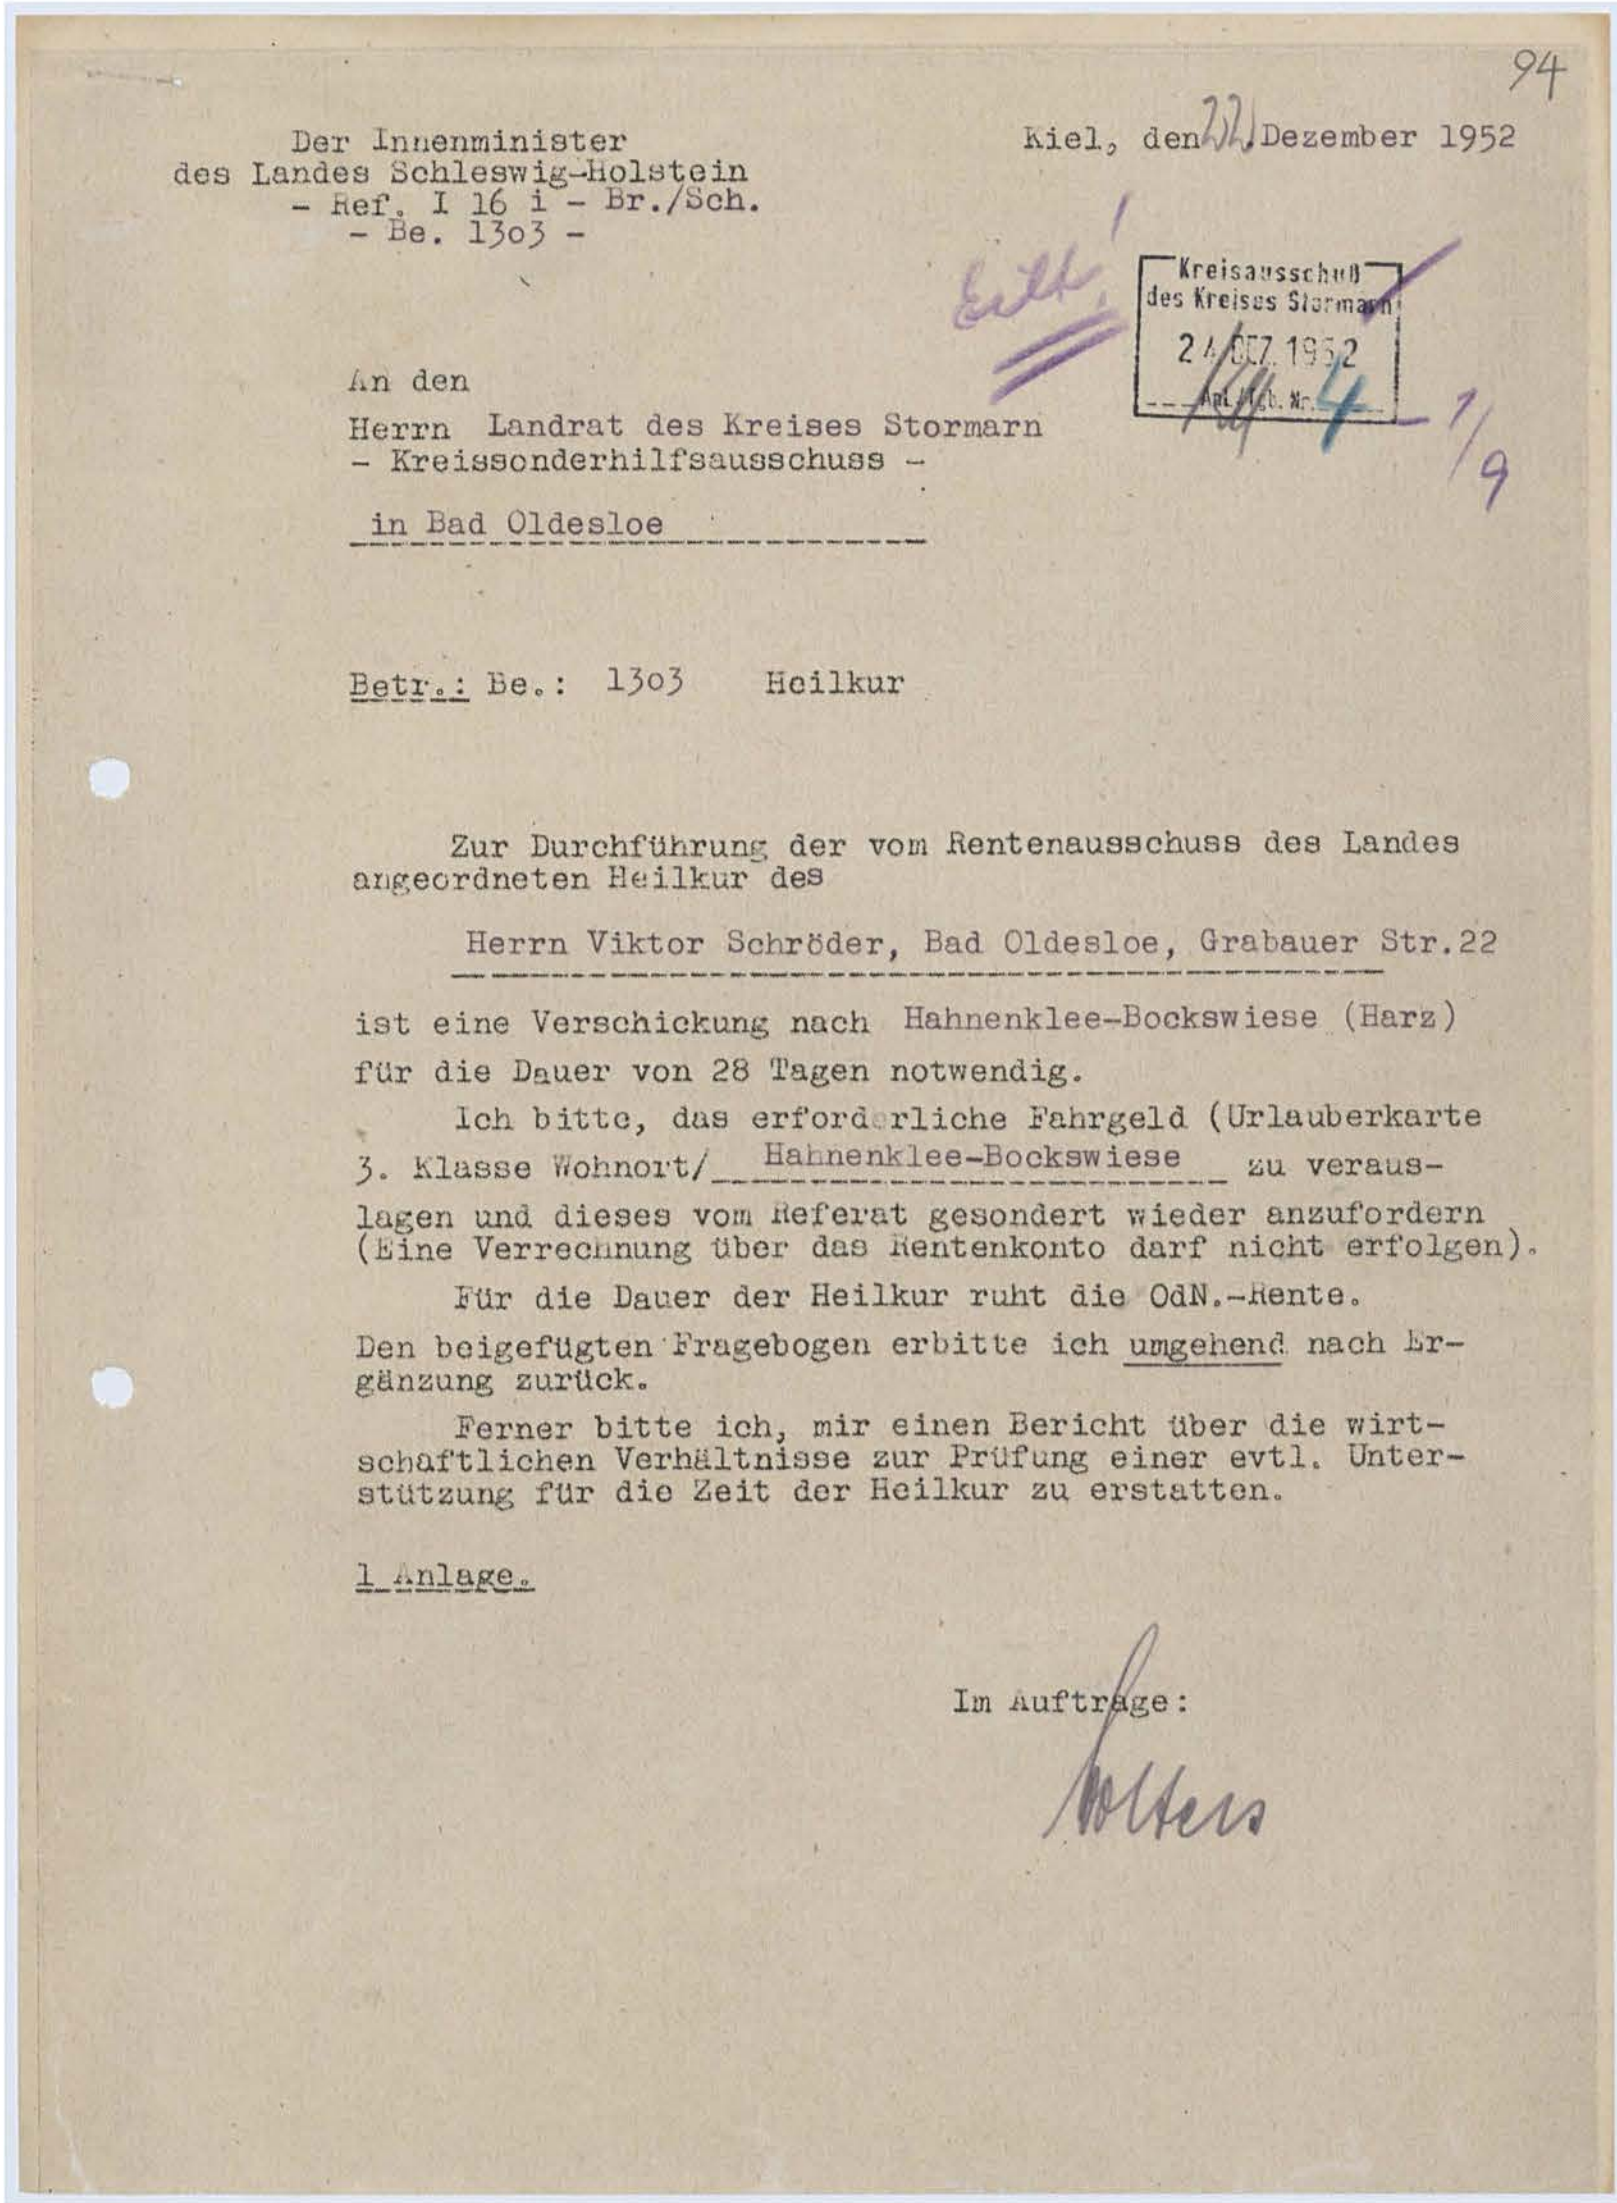 94
Der Innenminister
des Landes Schleswig-Holstein
- Ref. I 16 i - Br./Sch.
- Be. 1303 -
Kiel, den 22. Dezember 1952
Eilt!
Kreisausschuß
des Kreises Stormarn
24. DEZ. 1952
4
1/9
An den
Herrn Landrat des Kreises Stormarn
- Kreissonderhilfsausschuss -
in Bad Oldesloe
Betr.: Be.: 1303 Heilkur
Zur Durchführung der vom Rentenausschuss des Landes
angeordneten Heilkur des
Herrn Viktor Schröder, Bad Oldesloe, Grabauer Str.22
ist eine Verschickung nach Hahnenklee-Bockswiese (Harz)
für die Dauer von 28 Tagen notwendig.
Ich bitte, das erforderliche Fahrgeld (Urlauberkarte
3. Klasse Wohnort/ Hahnenklee-Bockswiese zu veraus-
lagen und dieses vom Referat gesondert wieder anzufordern
(Eine Verrechnung über das Rentenkonto darf nicht erfolgen).
Für die Dauer der Heilkur ruht die OdN.-Rente.
Den beigefügten Fragebogen erbitte ich umgehend nach Er-
gänzung zurück.
Ferner bitte ich, mir einen Bericht über die wirt-
schaftlichen Verhältnisse zur Prüfung einer evtl. Unter-
stützung für die Zeit der Heilkur zu erstatten.
1 Anlage.
Im Auftrage:
Wolters